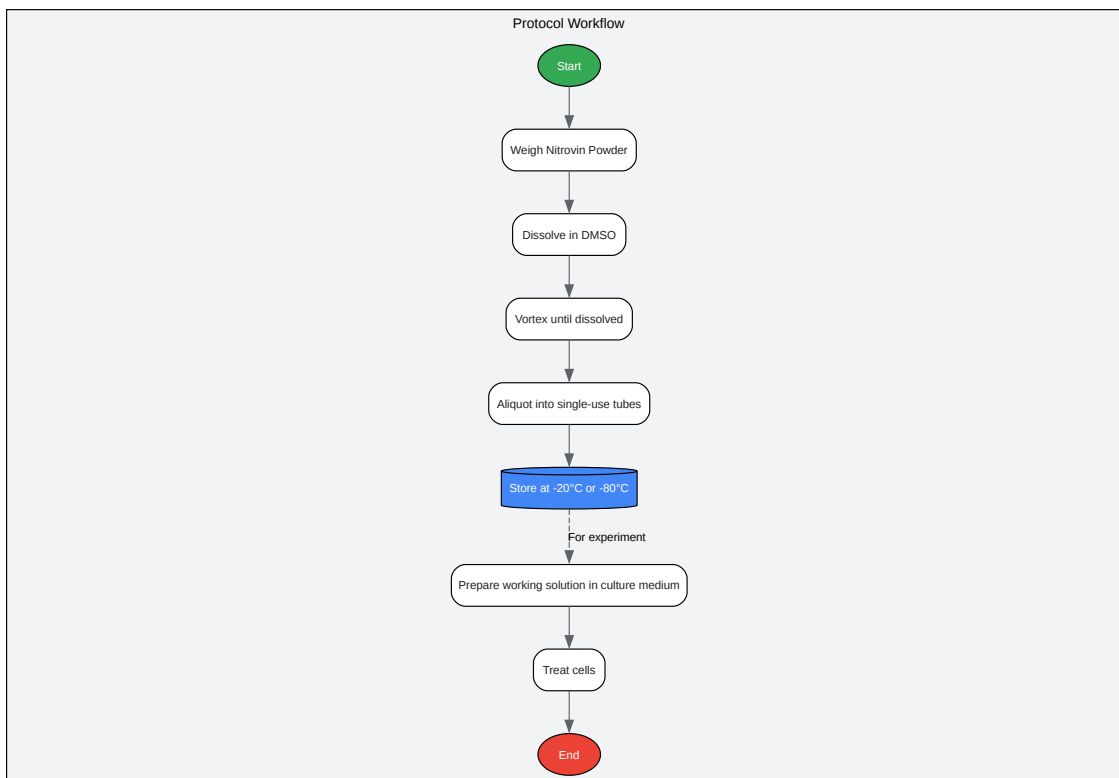 Protocol Workflow
Start
Weigh Nitrovin Powder
Dissolve in DMSO
Vortex until dissolved
Aliquot into single-use tubes
Store at -20°C or -80°C
For experiment
Prepare working solution in culture medium
Treat cells
End